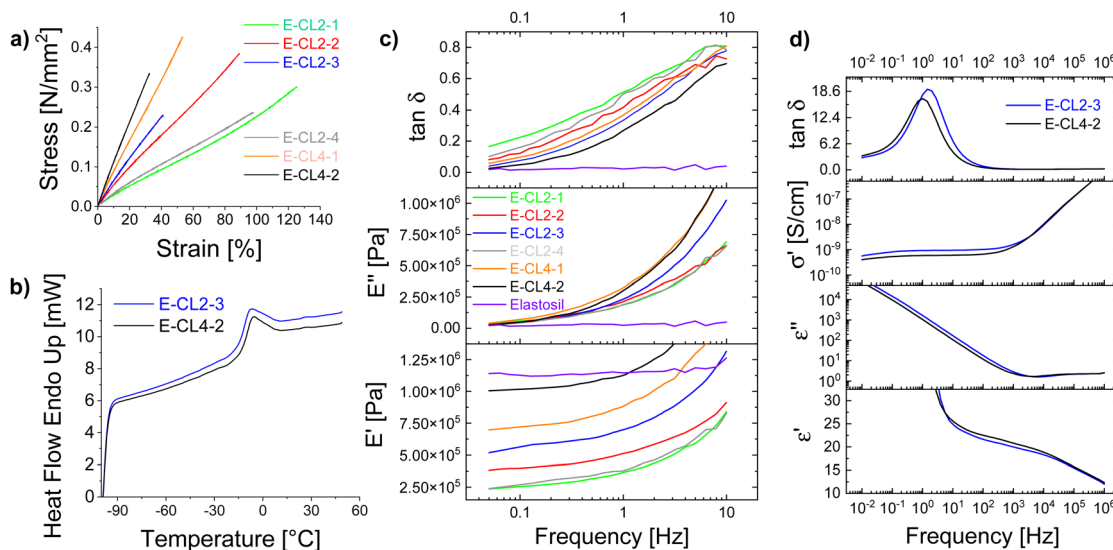 a)
Stress [N/mm²]
0.4
0.3
0.2
0.1
0.0
E-CL2-1
E-CL2-2
E-CL2-3
E-CL2-4
E-CL4-1
E-CL4-2
0 20 40 60 80 100 120 140
Strain [%]
b)
Heat Flow Endo Up [mW]
12
10
8
6
4
2
0
E-CL2-3
E-CL4-2
-90 -60 -30 0 30
Temperature [°C]
c)
0.1 1 10
tan δ
0.8
0.6
0.4
0.2
0.0
E'' [Pa]
1.00×10⁶
7.50×10⁵
5.00×10⁵
2.50×10⁵
0.00
E-CL2-1
E-CL2-2
E-CL2-3
E-CL2-4
E-CL4-1
E-CL4-2
Elastosil
E' [Pa]
1.25×10⁶
1.00×10⁶
7.50×10⁵
5.00×10⁵
2.50×10⁵
0.1 1 10
Frequency [Hz]
d)
10⁻² 10⁻¹ 10⁰ 10¹ 10² 10³ 10⁴ 10⁵ 10⁶
tan δ
18.6
12.4
6.2
0.0
E-CL2-3
E-CL4-2
σ' [S/cm]
10⁻⁷
10⁻⁸
10⁻⁹
10⁻¹⁰
ε''
10⁴
10³
10²
10¹
10⁰
ε'
30
25
20
15
10
10⁻² 10⁻¹ 10⁰ 10¹ 10² 10³ 10⁴ 10⁵ 10⁶
Frequency [Hz]